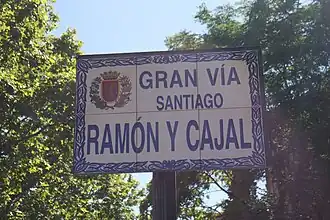 GRAN VÍA
SANTIAGO
RAMÓN Y CAJAL